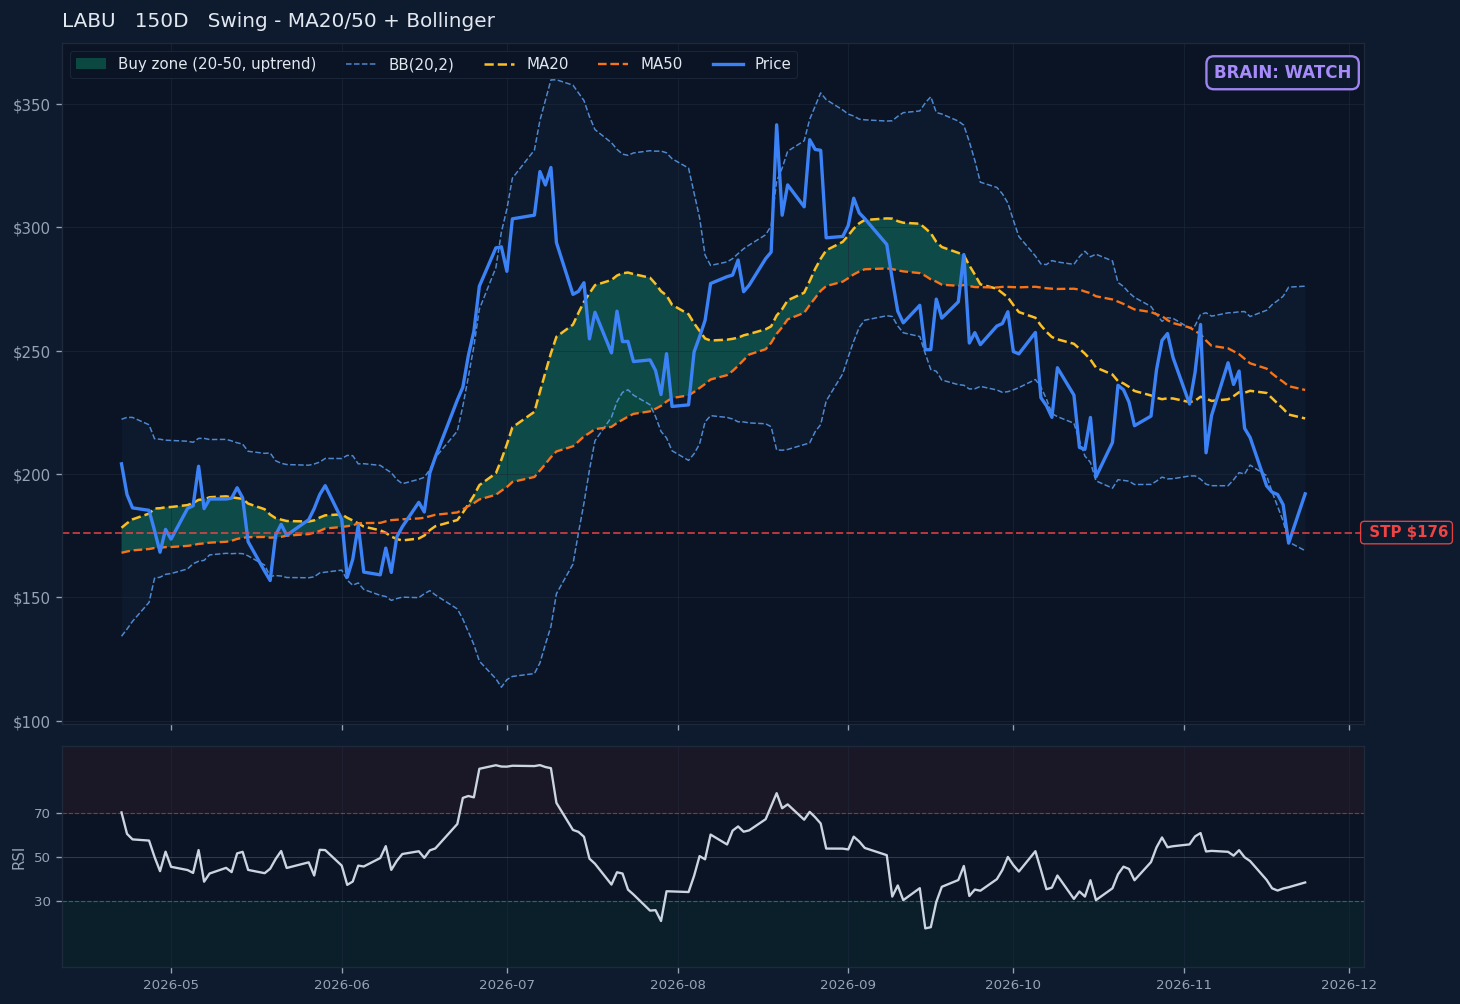 LABU   150D   Swing - MA20/50 + Bollinger
Buy zone (20-50, uptrend)   BB(20,2)   MA20   MA50   Price
BRAIN: WATCH
$350
$300
$250
$200
STP $176
$150
$100
70
50
30
RSI
2026-05   2026-06   2026-07   2026-08   2026-09   2026-10   2026-11   2026-12